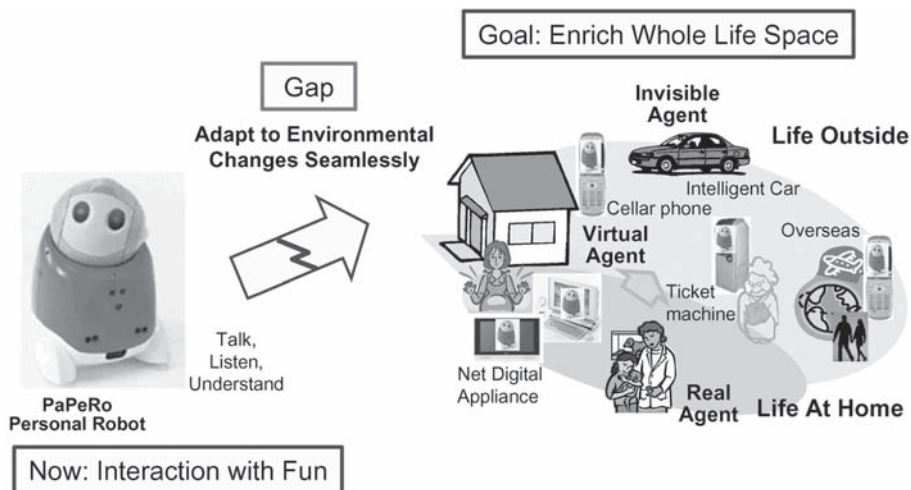 Goal: Enrich Whole Life Space
Gap
Adapt to Environmental
Changes Seamlessly
Invisible
Agent
Life Outside
Intelligent Car
Cellar phone
Virtual
Agent
Overseas
Ticket
machine
Talk,
Listen,
Understand
Net Digital
Appliance
Real
Agent
Life At Home
PaPeRo
Personal Robot
Now: Interaction with Fun